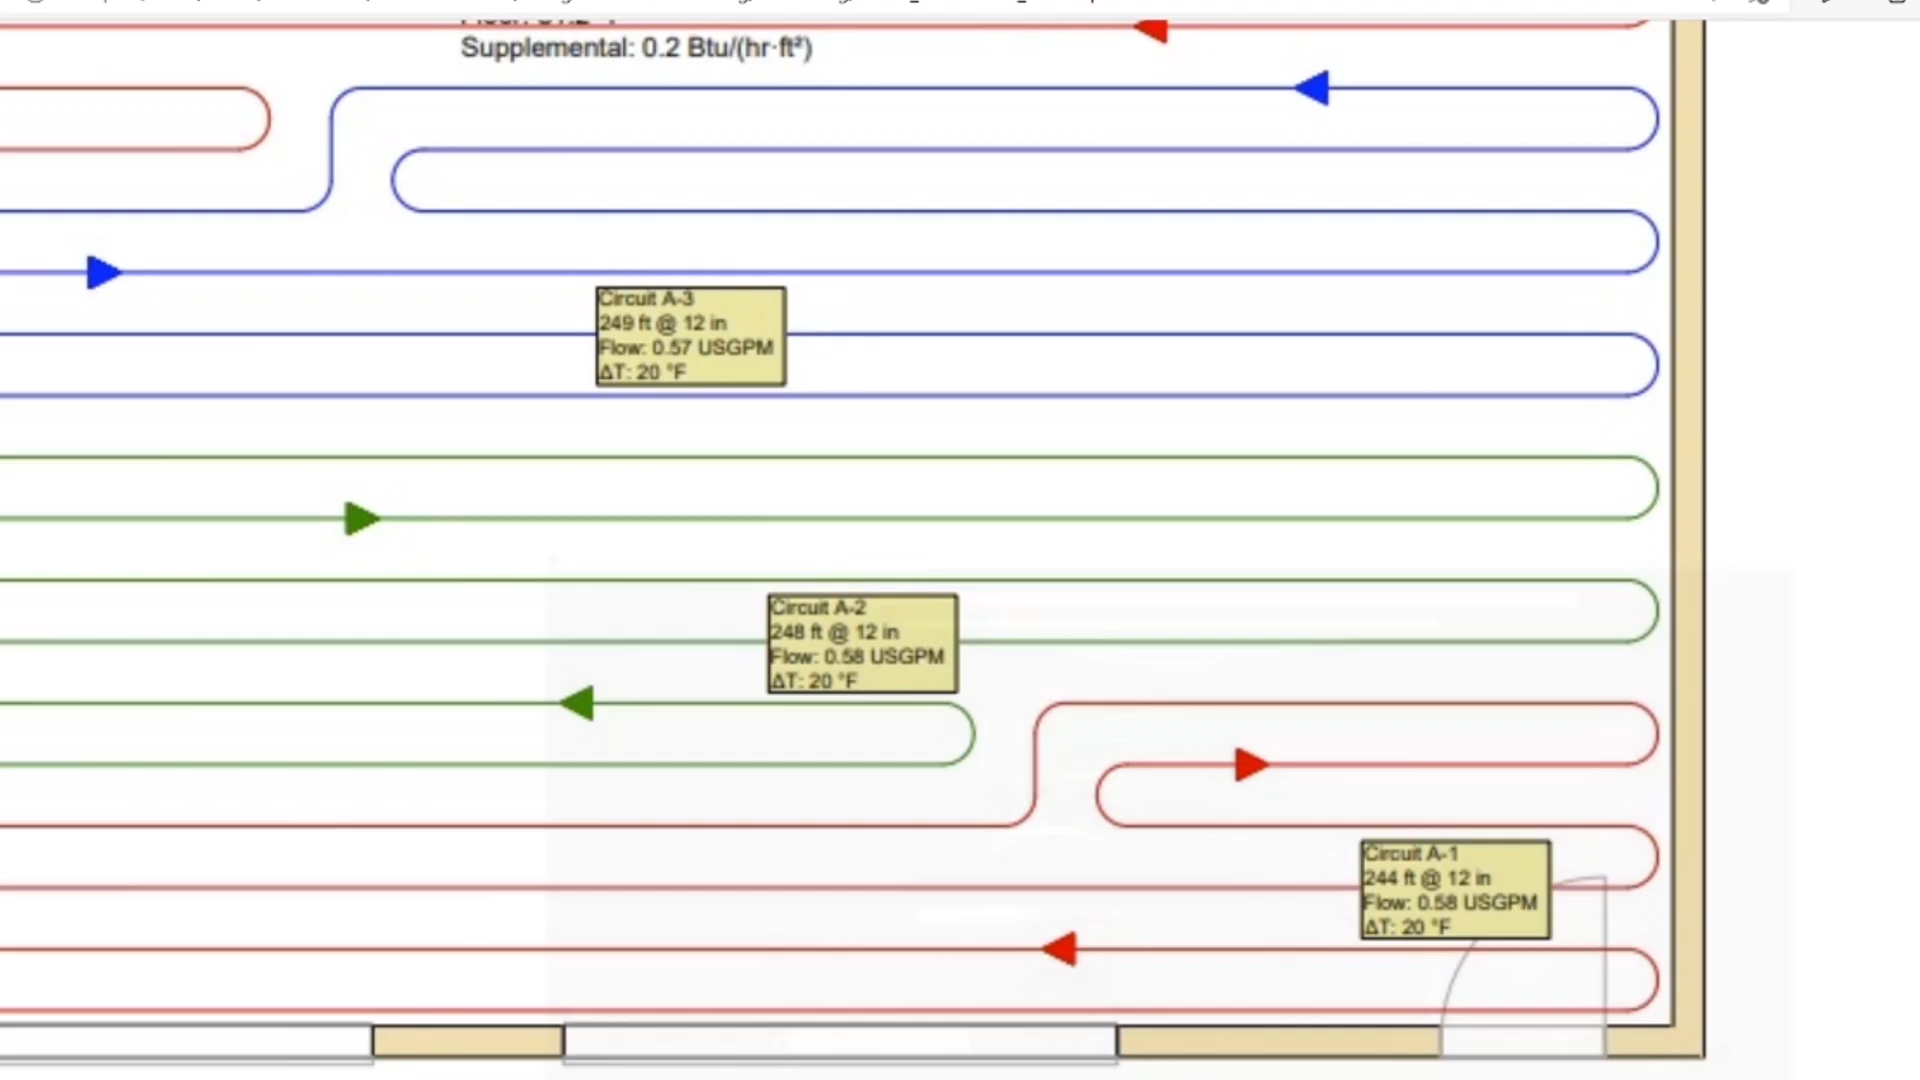 Supplemental: 0.2 Btu/(hr·ft²)
Circuit A-3
249 ft @ 12 in
Flow: 0.57 USGPM
ΔT: 20 °F
Circuit A-2
248 ft @ 12 in
Flow: 0.58 USGPM
ΔT: 20 °F
Circuit A-1
244 ft @ 12 in
Flow: 0.58 USGPM
ΔT: 20 °F